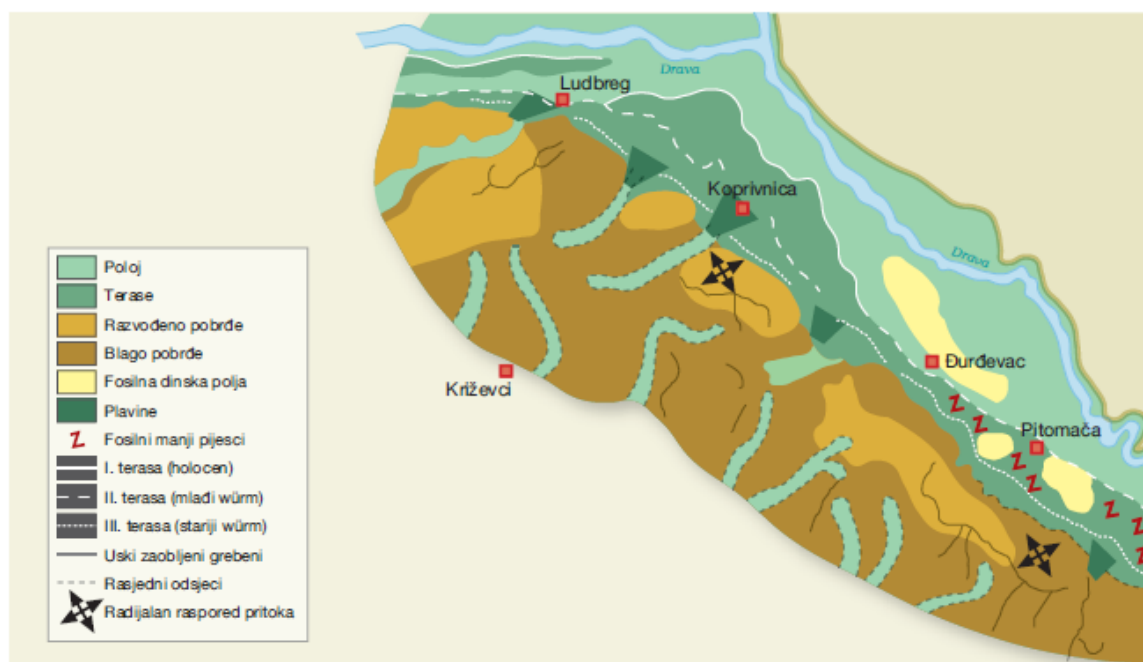 Drava
Ludbreg
Koprivnica
Drava
Đurđevac
Križevci
Pitomača
Poloj
Terase
Razvođeno pobrđe
Blago pobrđe
Fosilna dinska polja
Plavine
Fosilni manji pijesci
I. terasa (holocen)
II. terasa (mlađi würm)
III. terasa (stariji würm)
Uski zaobljeni grebeni
Rasjedni odsjeci
Radijalan raspored pritoka